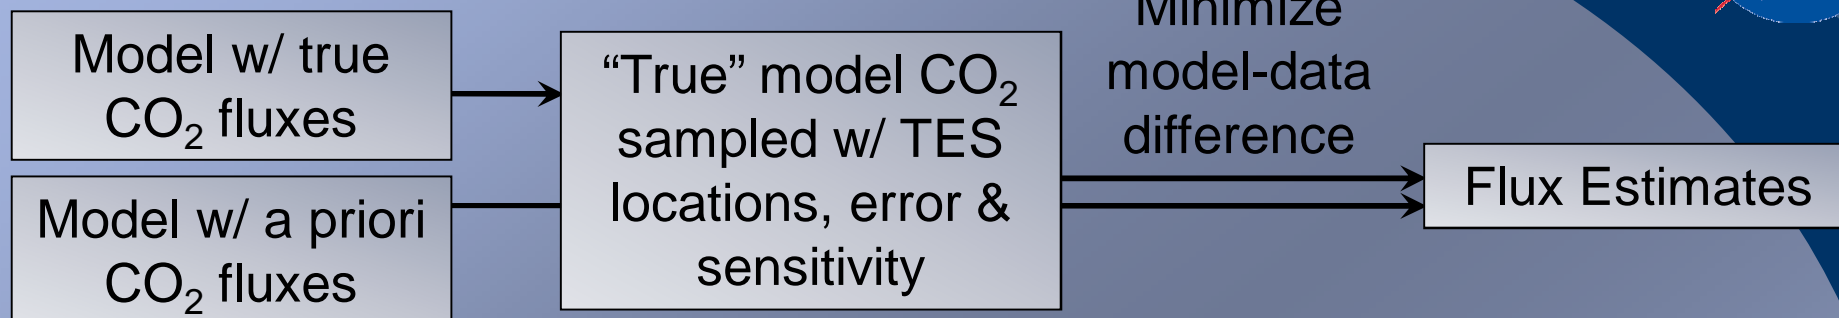 Model w/ true
CO₂ fluxes
Model w/ a priori
CO₂ fluxes
“True” model CO₂
sampled w/ TES
locations, error &
sensitivity
Minimize
model-data
difference
Flux Estimates